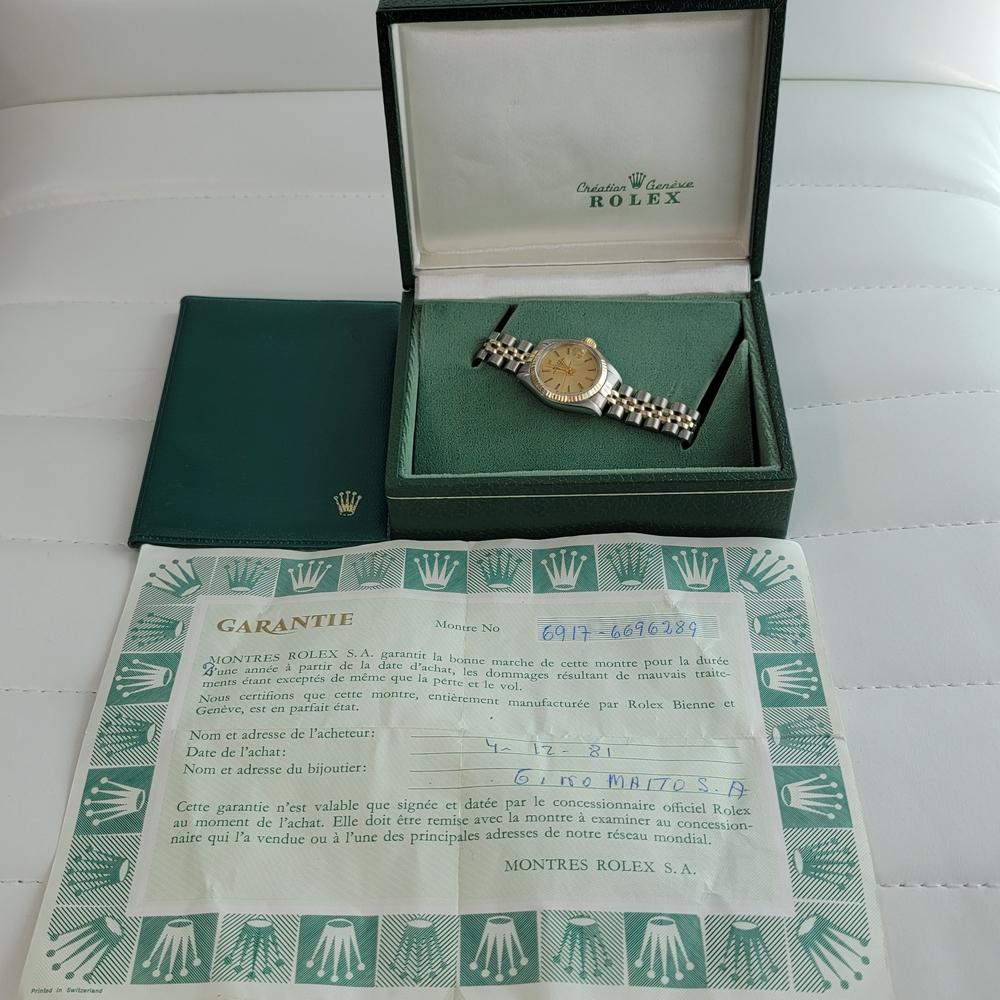 Création Genève
ROLEX
GARANTIE
Montre No 6917-6696289
MONTRES ROLEX S.A. garantit la bonne marche de cette montre pour la durée
2'une année à partir de la date d'achat, les dommages résultant de mauvais traite-
ments étant exceptés de même que la perte et le vol.
Nous certifions que cette montre, entièrement manufacturée par Rolex Bienne et
Genève, est en parfait état.
Nom et adresse de l'acheteur:
Date de l'achat: 4- 12- 81
Nom et adresse du bijoutier: GINO MAITO S.A
Cette garantie n'est valable que signée et datée par le concessionnaire officiel Rolex
au moment de l'achat. Elle doit être remise avec la montre à examiner au concession-
naire qui l'a vendue ou à l'une des principales adresses de notre réseau mondial.
MONTRES ROLEX S.A.
Printed in Switzerland